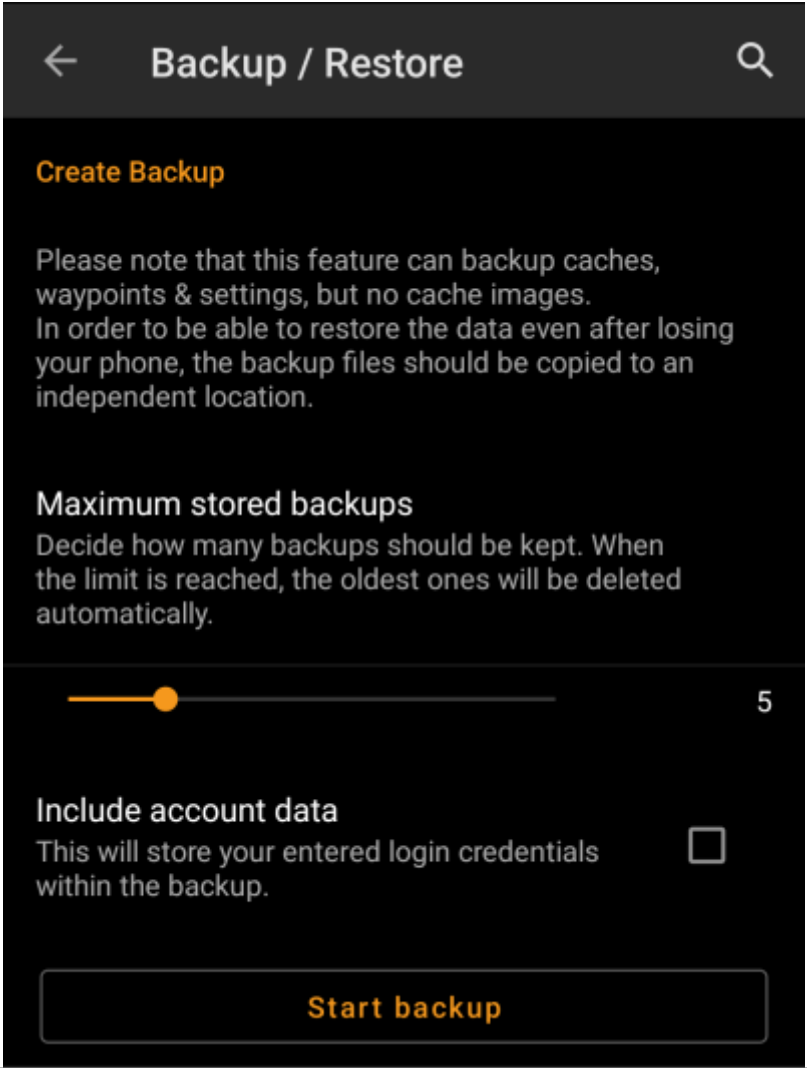 Backup / Restore
Create Backup
Please note that this feature can backup caches,
waypoints & settings, but no cache images.
In order to be able to restore the data even after losing
your phone, the backup files should be copied to an
independent location.
Maximum stored backups
Decide how many backups should be kept. When
the limit is reached, the oldest ones will be deleted
automatically.
5
Include account data
This will store your entered login credentials
within the backup.
Start backup